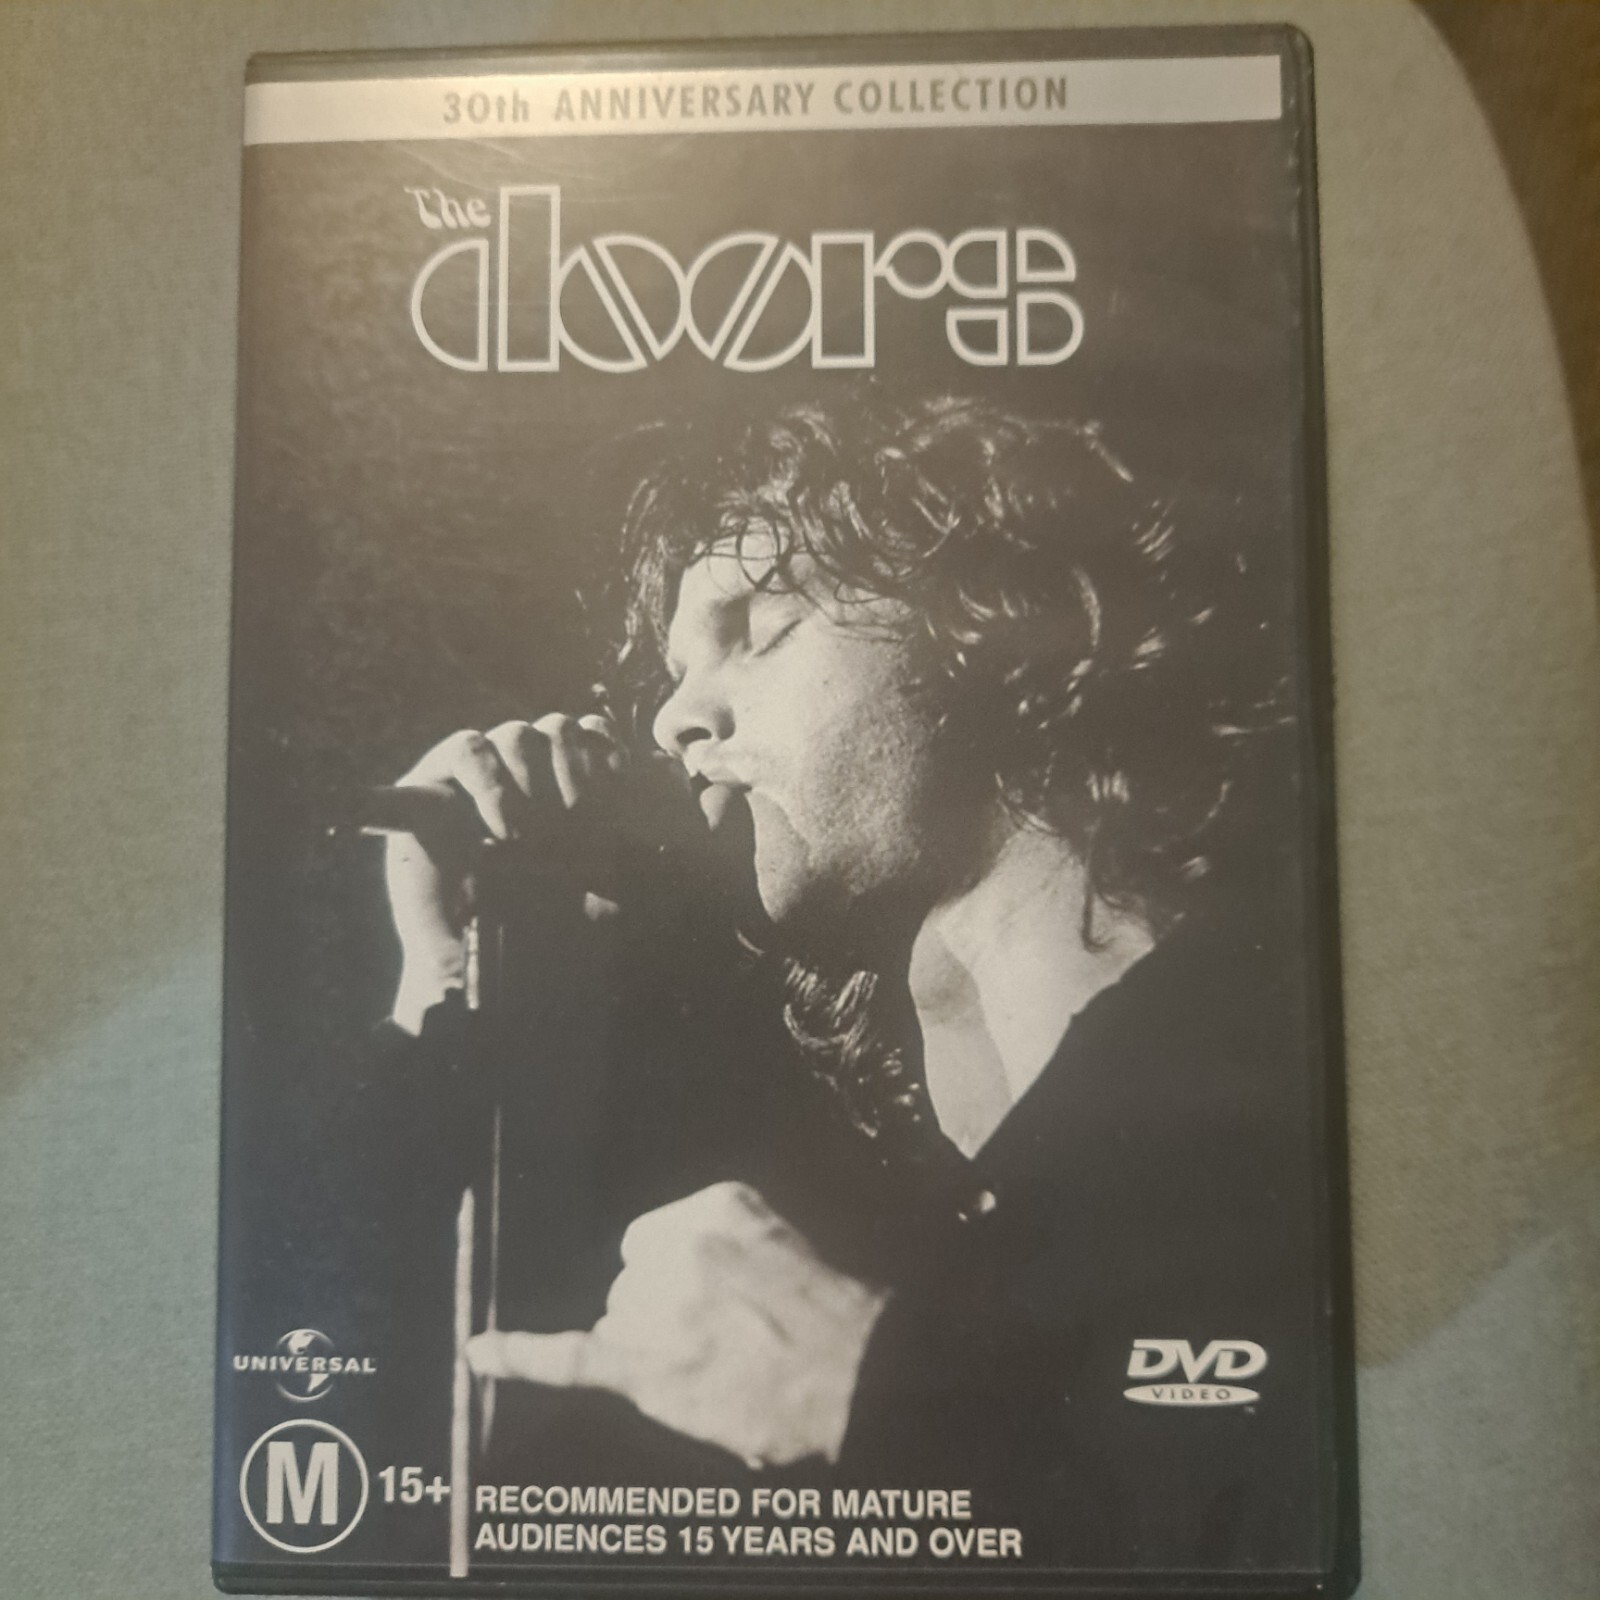 30th ANNIVERSARY COLLECTION
The
doors
UNIVERSAL
DVD
VIDEO
M 15+
RECOMMENDED FOR MATURE
AUDIENCES 15 YEARS AND OVER